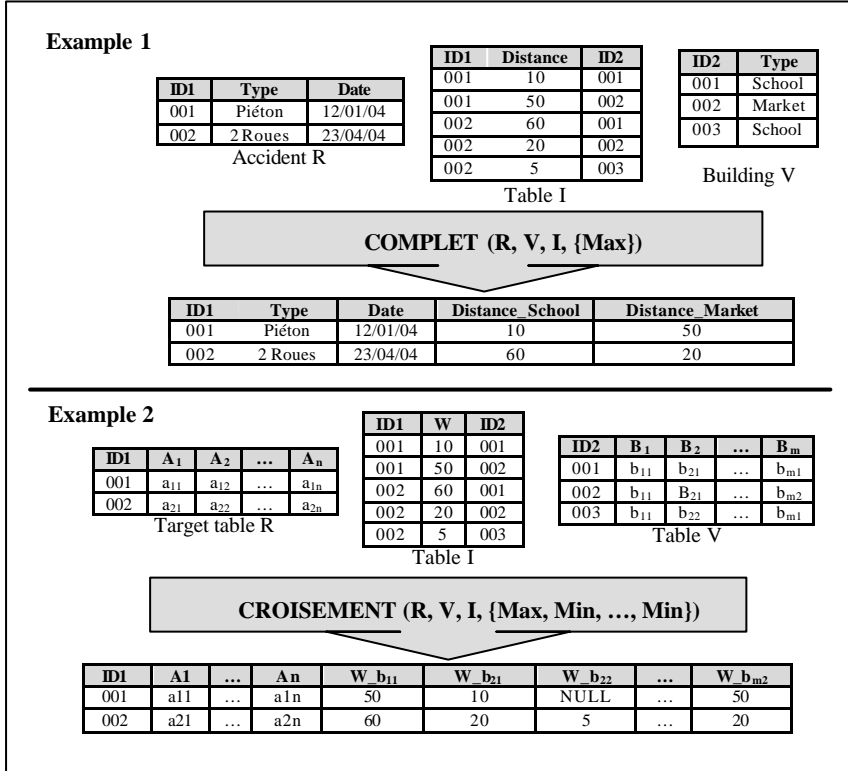 Example 1
ID1 Type Date
001 Piéton 12/01/04
002 2 Roues 23/04/04
Accident R
ID1 Distance ID2
001 10 001
001 50 002
002 60 001
002 20 002
002 5 003
Table I
ID2 Type
001 School
002 Market
003 School
Building V
COMPLET (R, V, I, {Max})
ID1 Type Date Distance_School Distance_Market
001 Piéton 12/01/04 10 50
002 2 Roues 23/04/04 60 20
Example 2
ID1 A1 A2 … An
001 a11 a12 … a1n
002 a21 a22 … a2n
Target table R
ID1 W ID2
001 10 001
001 50 002
002 60 001
002 20 002
002 5 003
Table I
ID2 B1 B2 … Bm
001 b11 b21 … bm1
002 b11 B21 … bm2
003 b11 b22 … bm1
Table V
CROISEMENT (R, V, I, {Max, Min, …, Min})
ID1 A1 … An W_b11 W_b21 W_b22 … W_bm2
001 a11 … a1n 50 10 NULL … 50
002 a21 … a2n 60 20 5 … 20